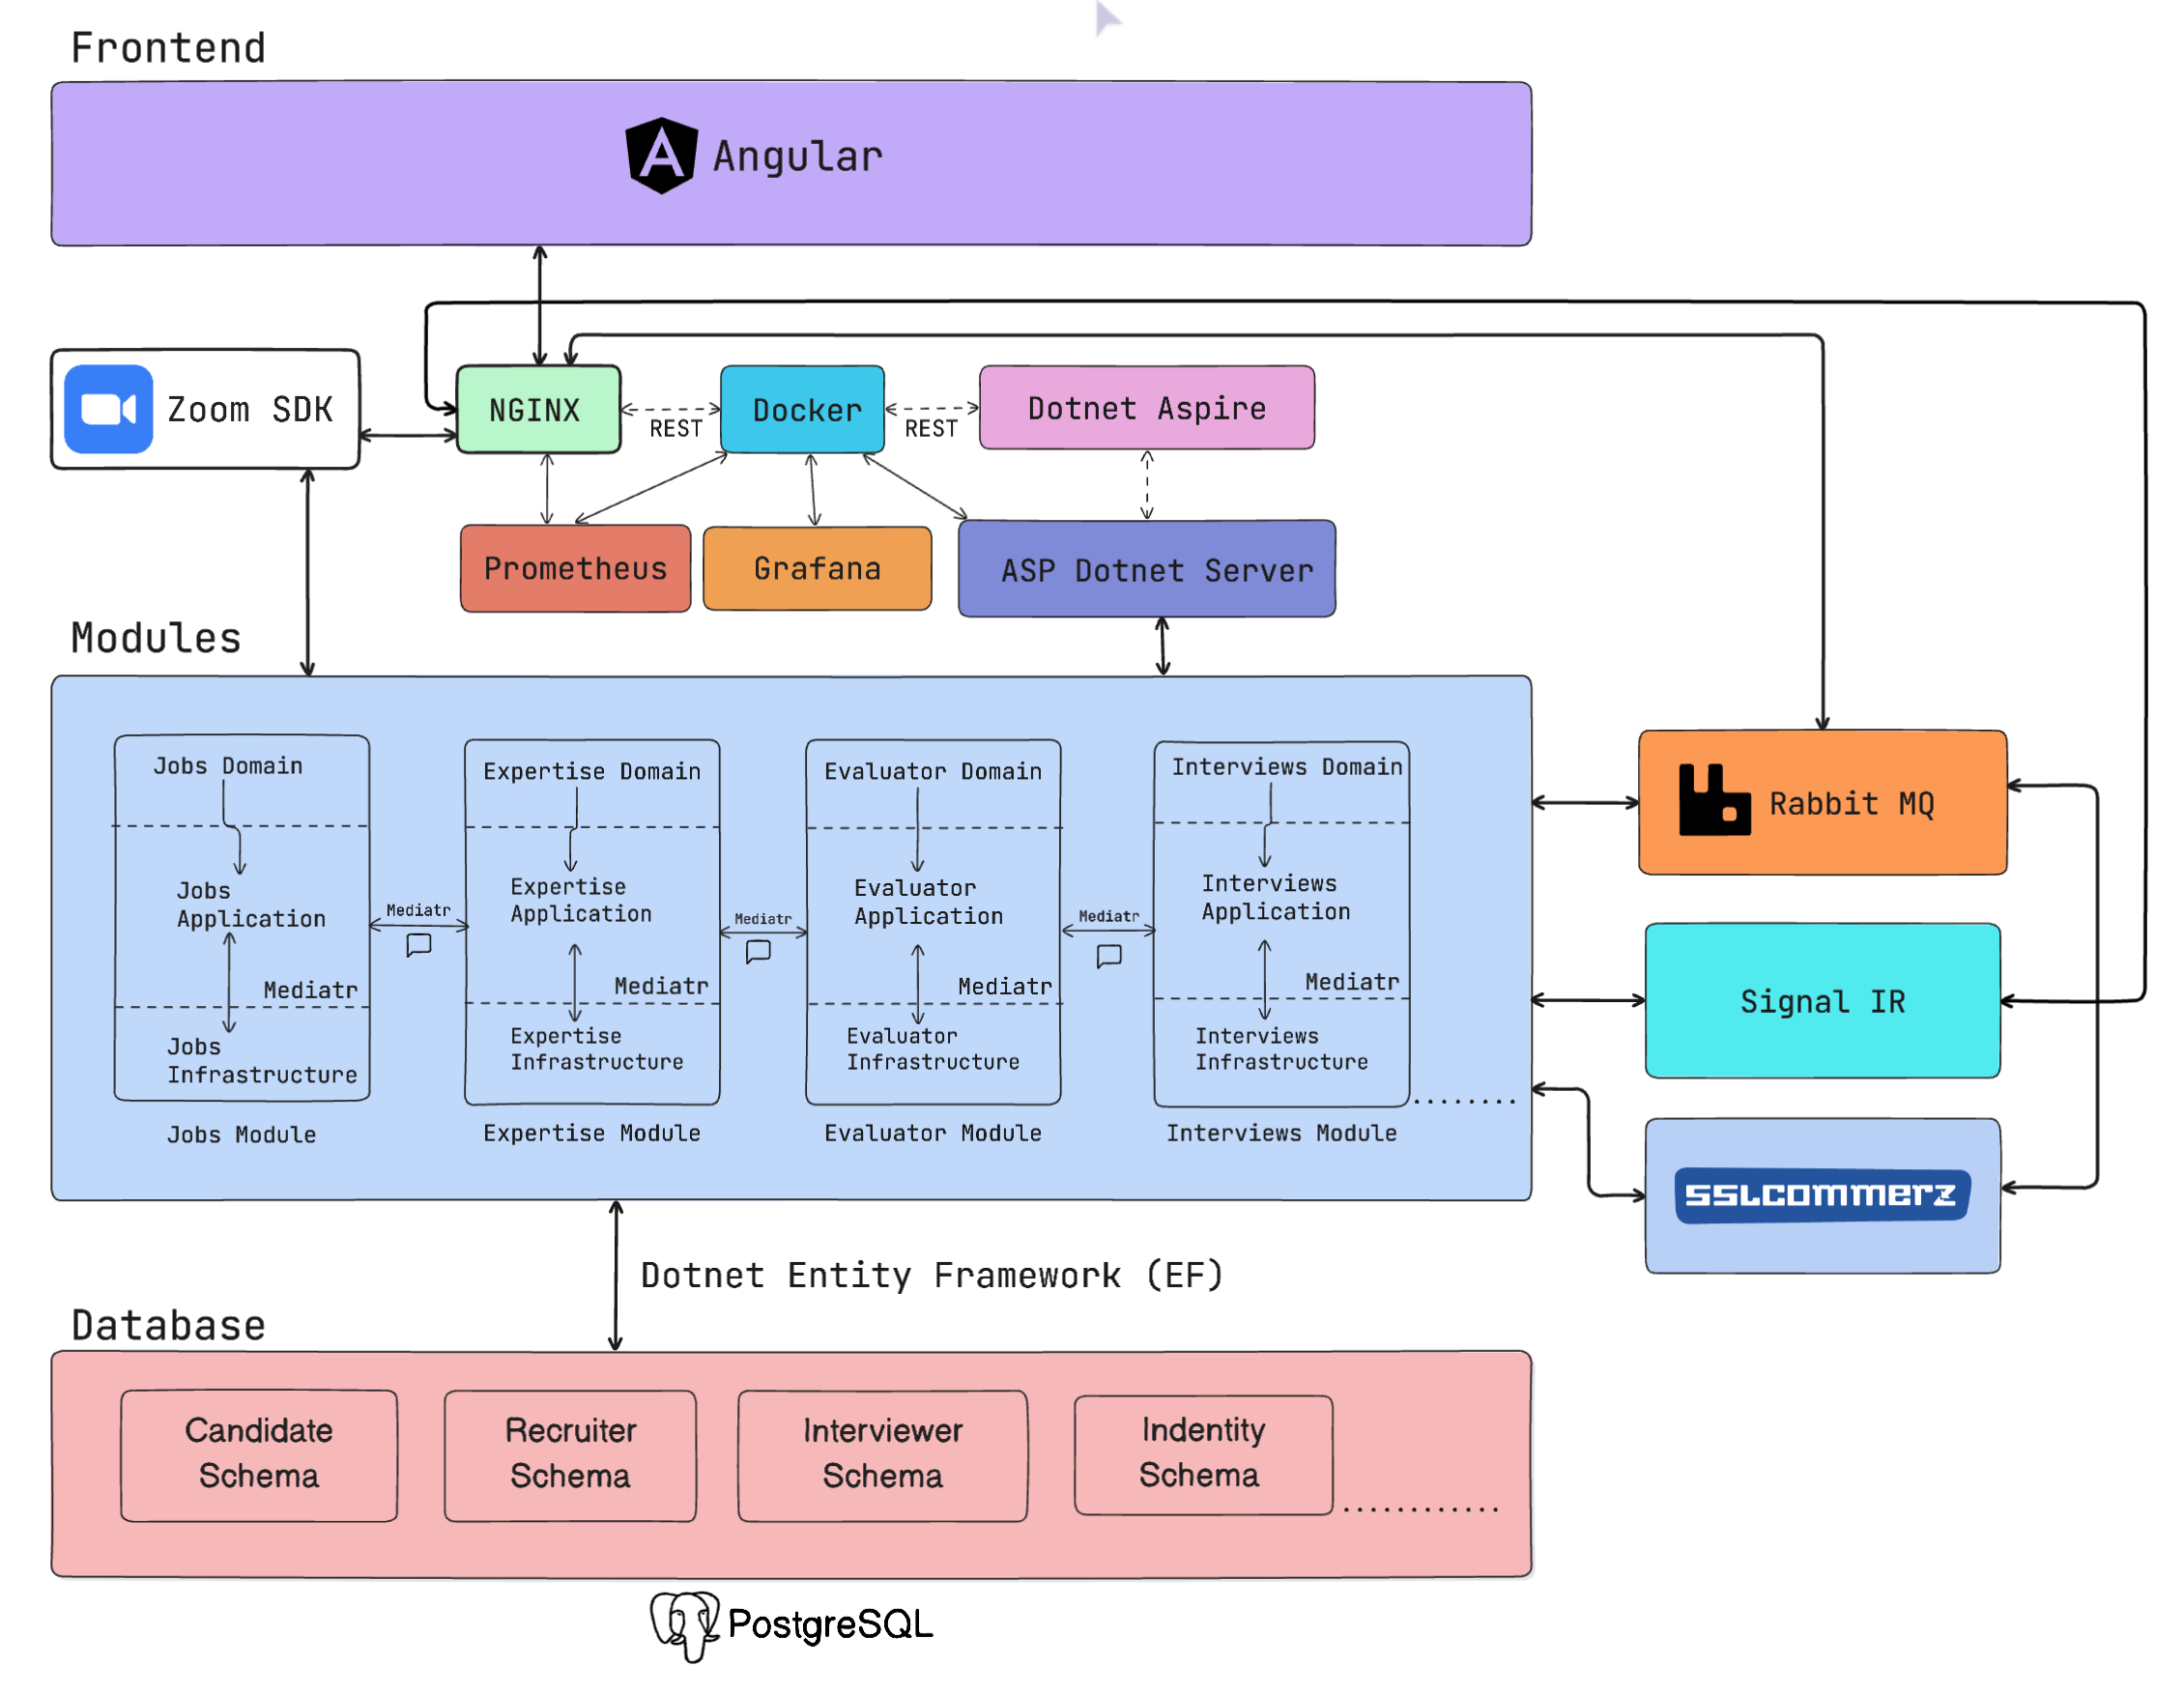 Frontend
Angular
Zoom SDK
NGINX
REST
Docker
REST
Dotnet Aspire
Prometheus
Grafana
ASP Dotnet Server
Modules
Jobs Domain
Jobs
Application
Mediatr
Jobs
Infrastructure
Jobs Module
Mediatr
Expertise Domain
Expertise
Application
Mediatr
Expertise
Infrastructure
Expertise Module
Mediatr
Evaluator Domain
Evaluator
Application
Mediatr
Evaluator
Infrastructure
Evaluator Module
Mediatr
Interviews Domain
Interviews
Application
Mediatr
Interviews
Infrastructure
Interviews Module
........
Rabbit MQ
Signal IR
SSLCOMMERZ
Dotnet Entity Framework (EF)
Database
Candidate
Schema
Recruiter
Schema
Interviewer
Schema
Indentity
Schema
............
PostgreSQL